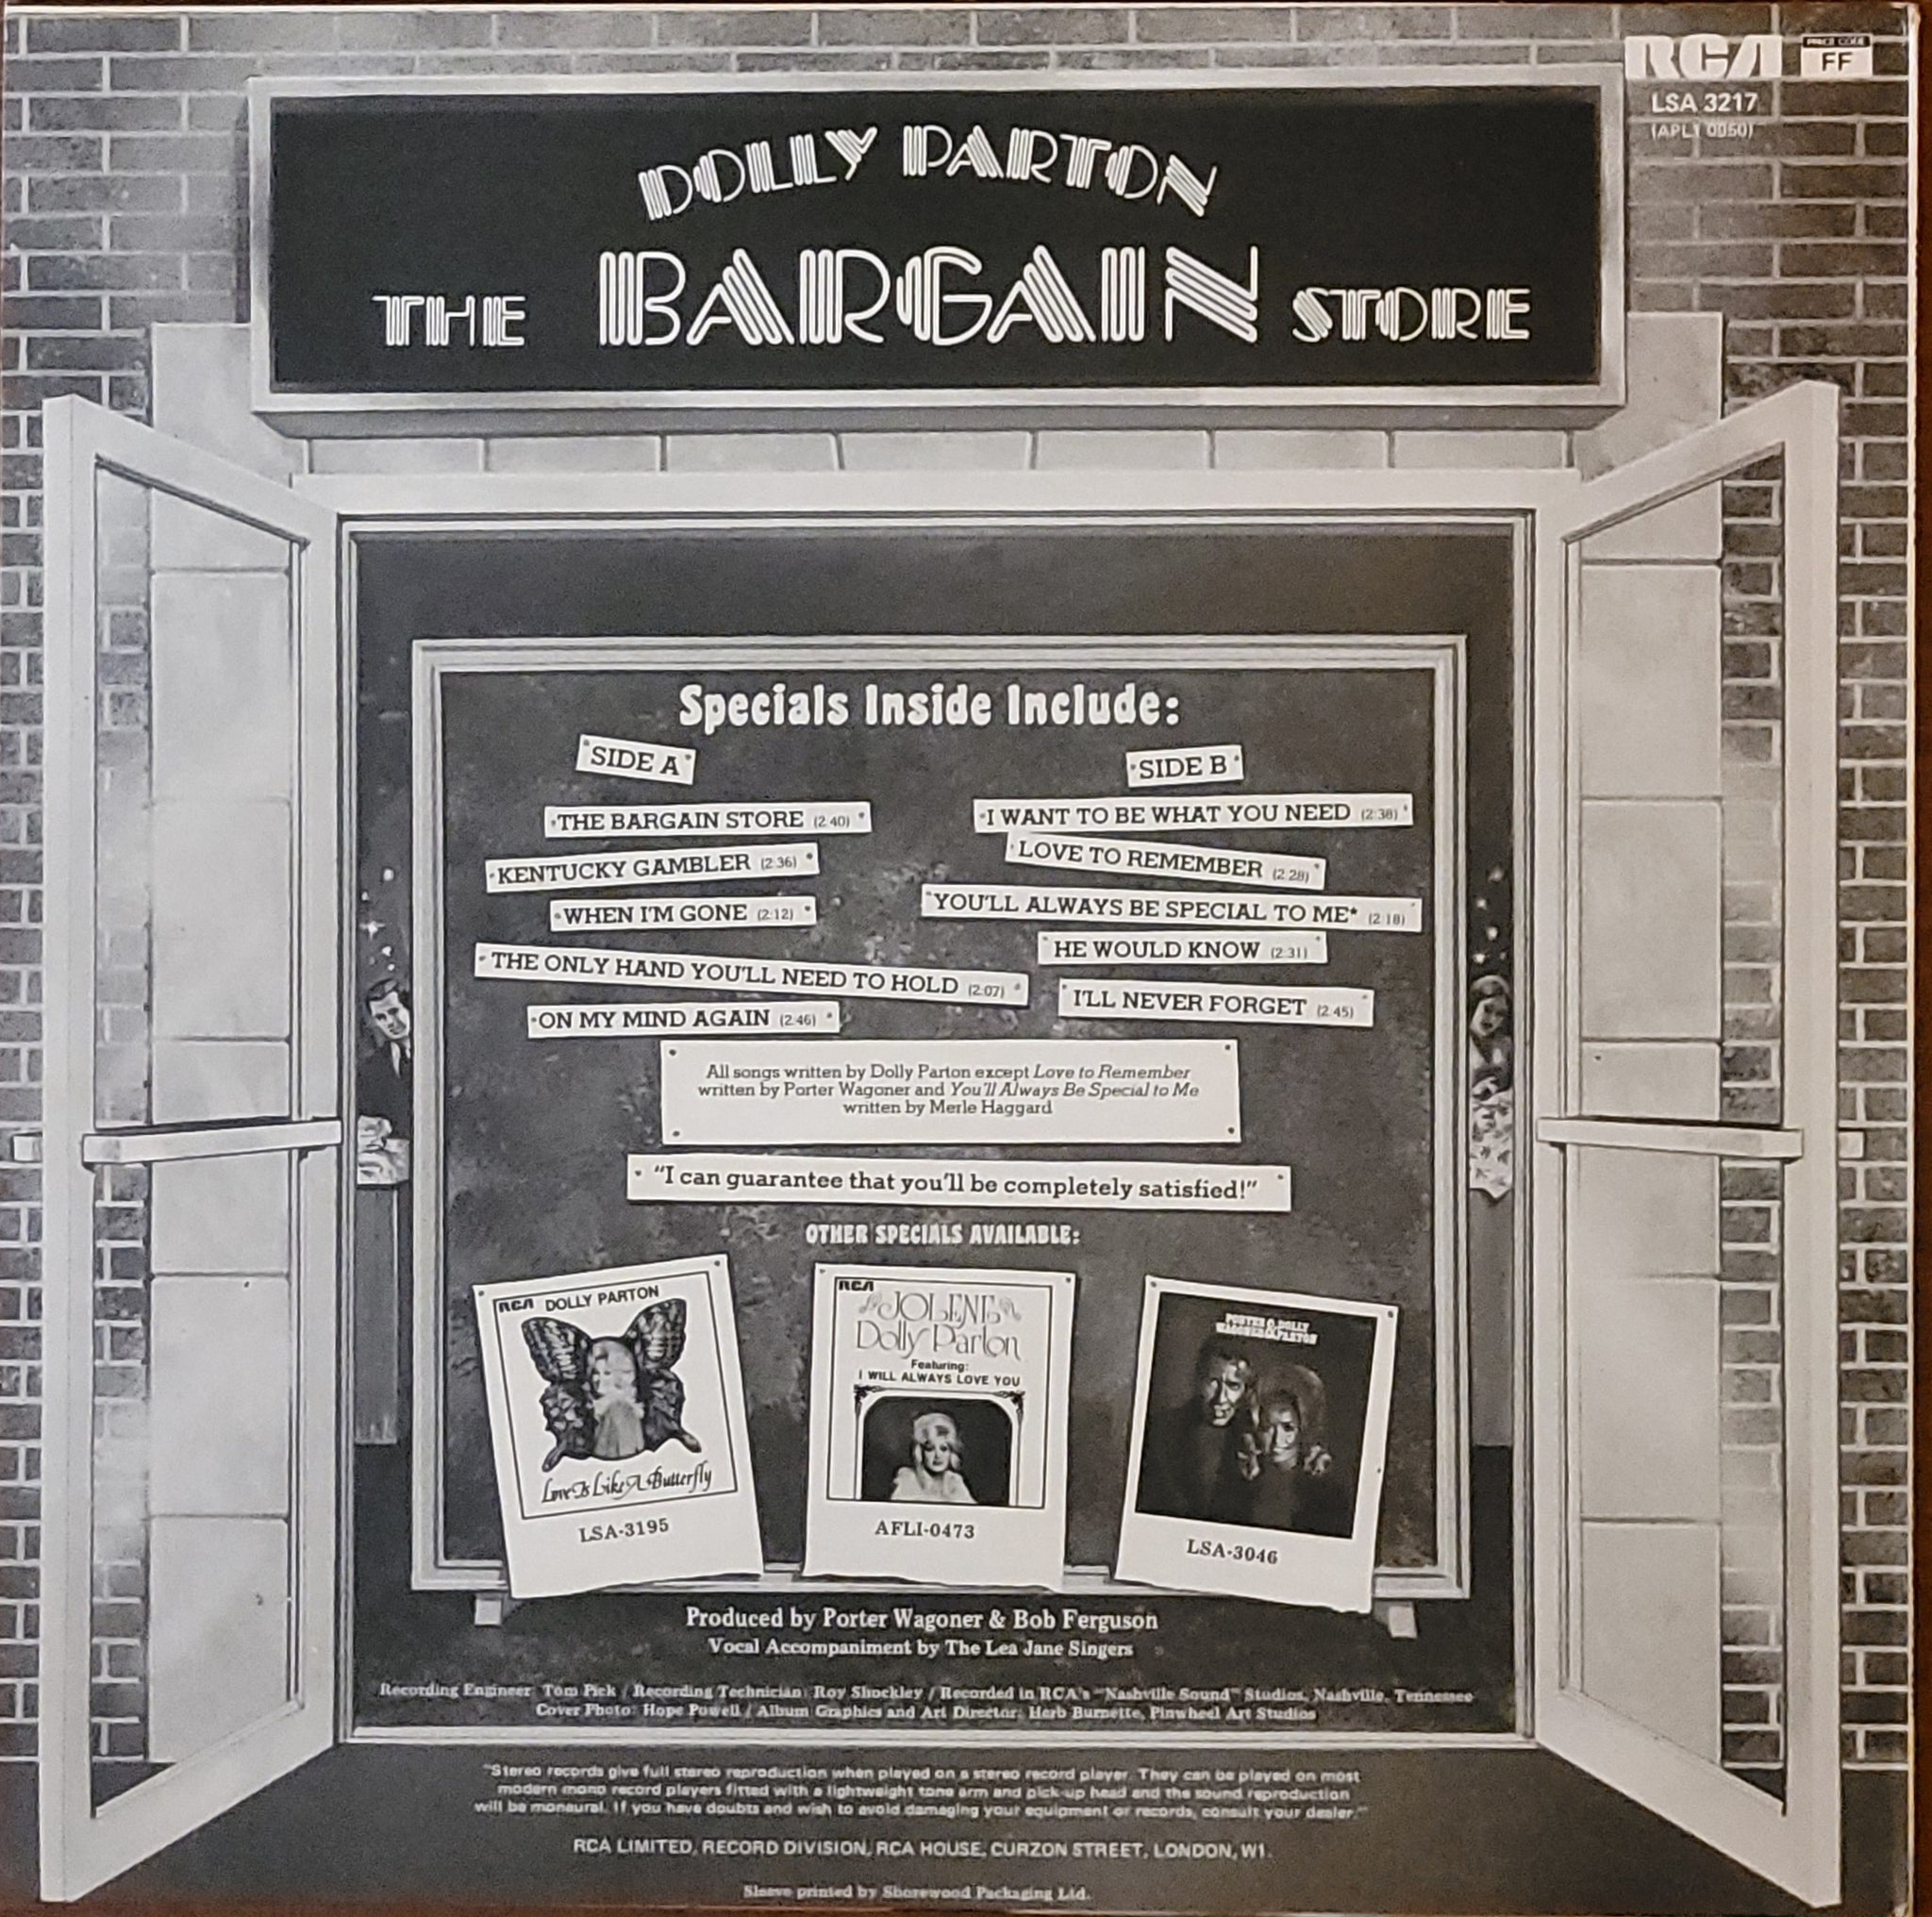 RCA
PRICE CODE
FF
LSA 3217
(APL1 0050)
DOLLY PARTON
THE BARGAIN STORE
Specials Inside Include:
SIDE A
THE BARGAIN STORE (2:40)
KENTUCKY GAMBLER (2:36)
WHEN I'M GONE (2:12)
THE ONLY HAND YOU'LL NEED TO HOLD (2:07)
ON MY MIND AGAIN (2:46)
SIDE B
I WANT TO BE WHAT YOU NEED (2:38)
LOVE TO REMEMBER (2:28)
YOU'LL ALWAYS BE SPECIAL TO ME* (2:18)
HE WOULD KNOW (2:31)
I'LL NEVER FORGET (2:45)
All songs written by Dolly Parton except Love to Remember
written by Porter Wagoner and You'll Always Be Special to Me
written by Merle Haggard
"I can guarantee that you'll be completely satisfied!"
OTHER SPECIALS AVAILABLE:
RCA DOLLY PARTON
Love Is Like A Butterfly
LSA-3195
RCA
JOLENE
Dolly Parton
Featuring:
I WILL ALWAYS LOVE YOU
AFLI-0473
PORTER & DOLLY
WAGONER & PARTON
LSA-3046
Produced by Porter Wagoner & Bob Ferguson
Vocal Accompaniment by The Lea Jane Singers
Recording Engineer: Tom Pick / Recording Technician: Roy Shockley / Recorded in RCA's "Nashville Sound" Studios, Nashville, Tennessee
Cover Photo: Hope Powell / Album Graphics and Art Director: Herb Burnette, Pinwheel Art Studios
"Stereo records give full stereo reproduction when played on a stereo record player. They can be played on most
modern mono record players fitted with a lightweight tone arm and pick-up head and the sound reproduction
will be monaural. If you have doubts and wish to avoid damaging your equipment or records, consult your dealer."
RCA LIMITED, RECORD DIVISION, RCA HOUSE, CURZON STREET, LONDON, W1.
Sleeve printed by Shorewood Packaging Ltd.